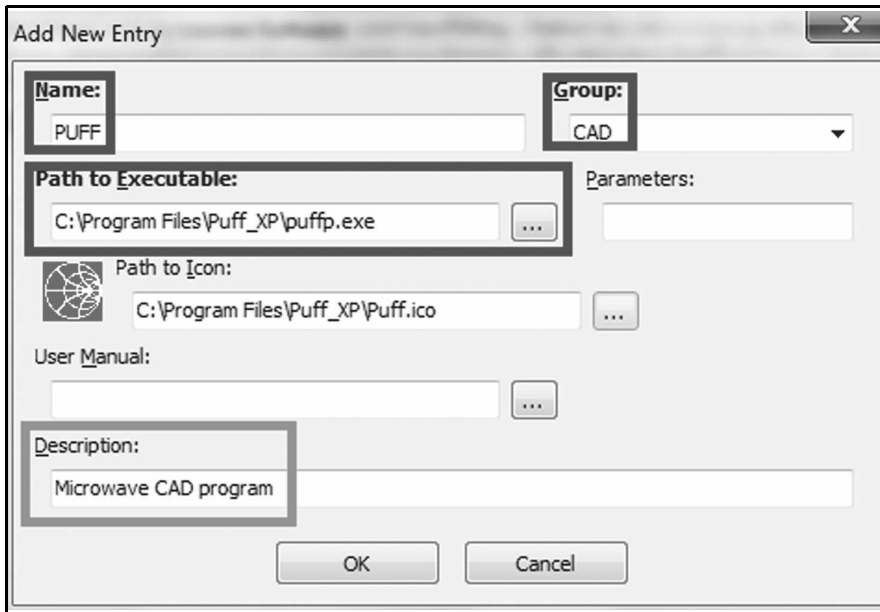 Add New Entry
X
Name:
Group:
PUFF
CAD
Path to Executable:
Parameters:
C:\Program Files\Puff_XP\puffp.exe
...
Path to Icon:
C:\Program Files\Puff_XP\Puff.ico
...
User Manual:
...
Description:
Microwave CAD program
OK
Cancel